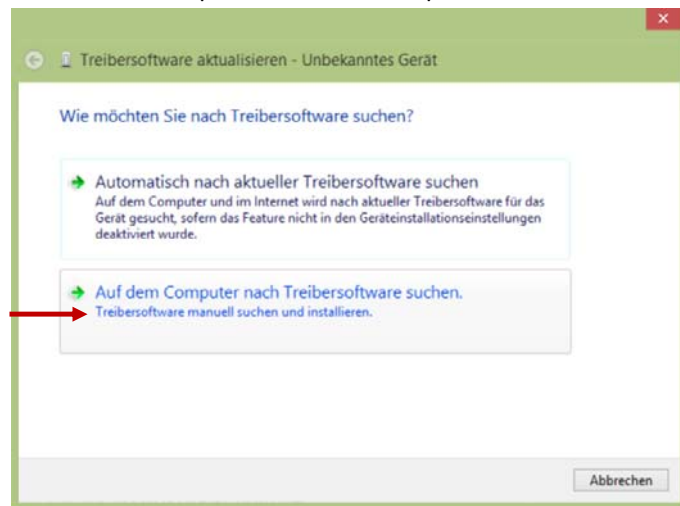 Treibersoftware aktualisieren - Unbekanntes Gerät
Wie möchten Sie nach Treibersoftware suchen?
Automatisch nach aktueller Treibersoftware suchen
Auf dem Computer und im Internet wird nach aktueller Treibersoftware für das
Gerät gesucht, sofern das Feature nicht in den Geräteinstallationseinstellungen
deaktiviert wurde.
Auf dem Computer nach Treibersoftware suchen.
Treibersoftware manuell suchen und installieren.
Abbrechen